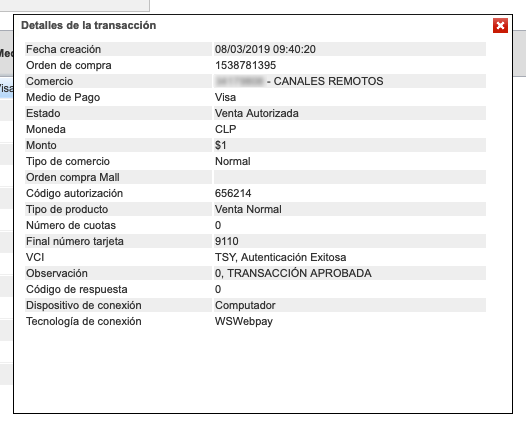 Detalles de la transacción
Fecha creación 08/03/2019 09:40:20
Orden de compra 1538781395
Comercio - CANALES REMOTOS
Medio de Pago Visa
Estado Venta Autorizada
Moneda CLP
Monto $1
Tipo de comercio Normal
Orden compra Mall
Código autorización 656214
Tipo de producto Venta Normal
Número de cuotas 0
Final número tarjeta 9110
VCI TSY, Autenticación Exitosa
Observación 0, TRANSACCIÓN APROBADA
Código de respuesta 0
Dispositivo de conexión Computador
Tecnología de conexión WSWebpay